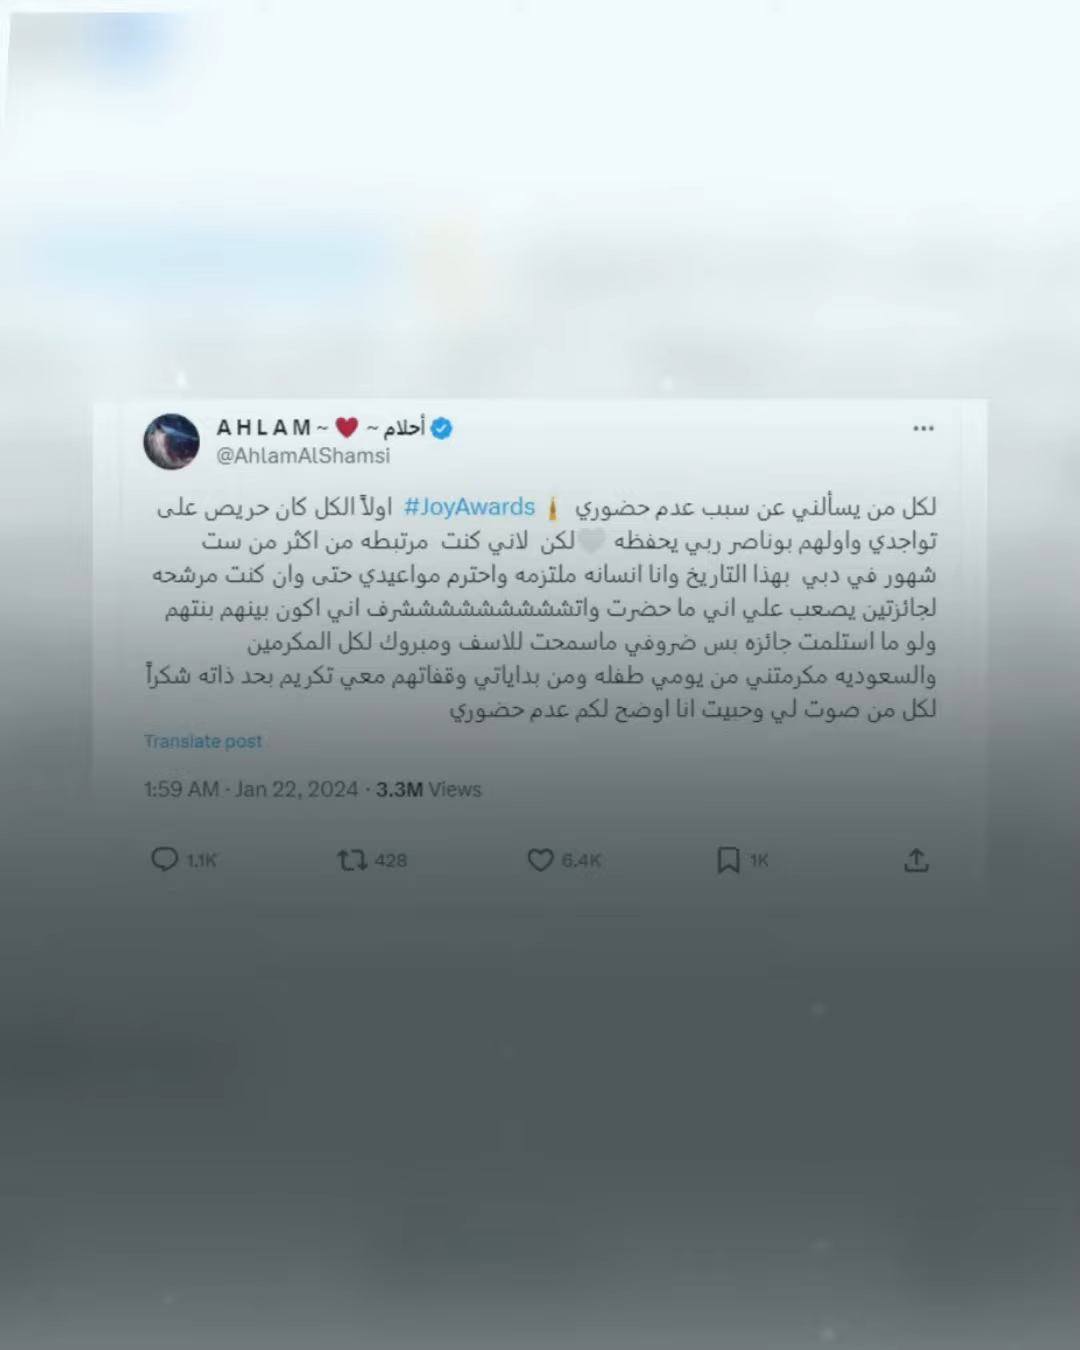 AHLAM~ ❤️ ~ أحلام
@AhlamAlShamsi
لكل من يسألني عن سبب عدم حضوري #JoyAwards اولاً الكل كان حريص على
تواجدي واولهم بوناصر ربي يحفظه 🤍لكن لاني كنت مرتبطه من اكثر من ست
شهور في دبي بهذا التاريخ وانا انسانه ملتزمه واحترم مواعيدي حتى وان كنت مرشحه
لجائزتين يصعب علي اني ما حضرت واتشششششششششرف اني اكون بينهم بنتهم
ولو ما استلمت جائزه بس ضروفي ماسمحت للاسف ومبروك لكل المكرمين
والسعوديه مكرمتني من يومي طفله ومن بداياتي وقفاتهم معي تكريم بحد ذاته شكراً
لكل من صوت لي وحبيت انا اوضح لكم عدم حضوري
Translate post
1:59 AM · Jan 22, 2024 · 3.3M Views
1.1K 428 6.4K 1K